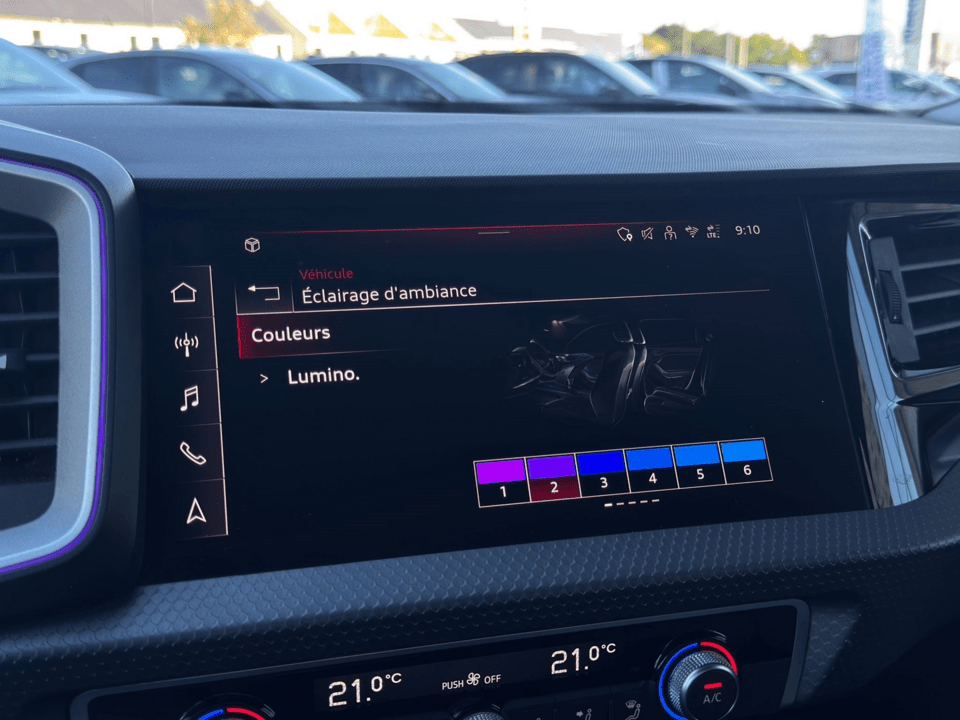 LTE 9:10
Véhicule
Éclairage d'ambiance
Couleurs
> Lumino.
1 2 3 4 5 6
21.0°C PUSH OFF 21.0°C
A/C